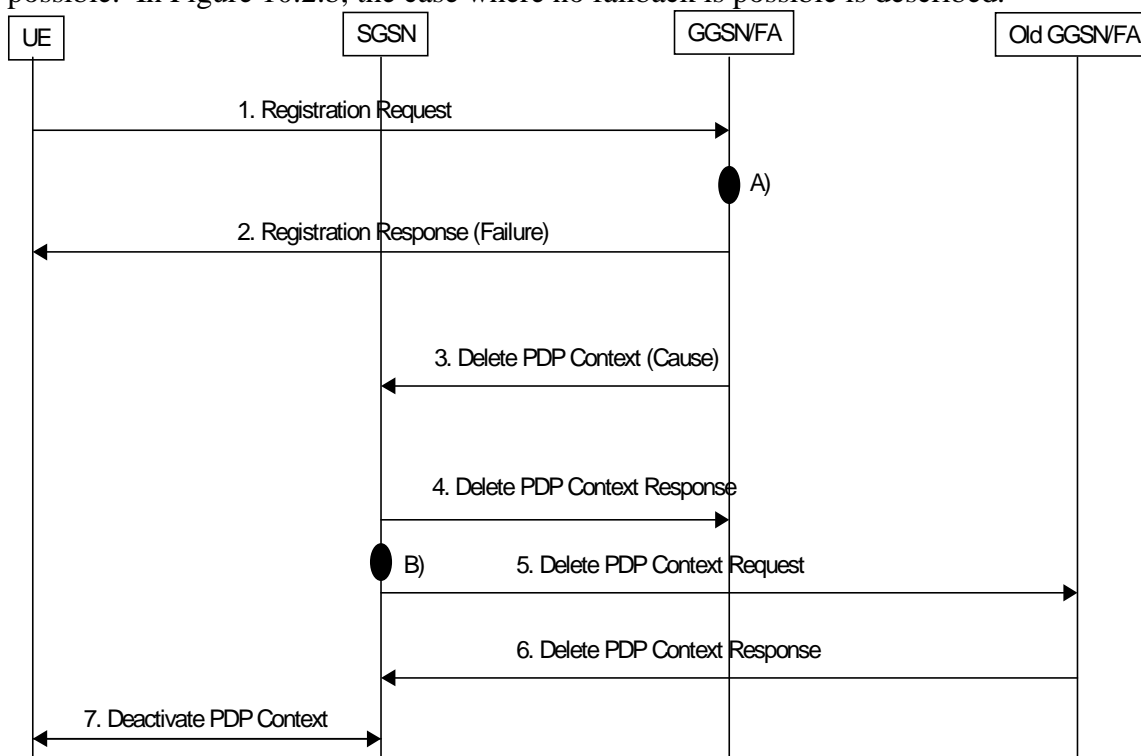 possible. In Figure 10.2.b, the case where no fallback is possible is described.
UE
SGSN
GGSN/FA
Old GGSN/FA
1. Registration Request
A)
2. Registration Response (Failure)
3. Delete PDP Context (Cause)
4. Delete PDP Context Response
B)
5. Delete PDP Context Request
6. Delete PDP Context Response
7. Deactivate PDP Context